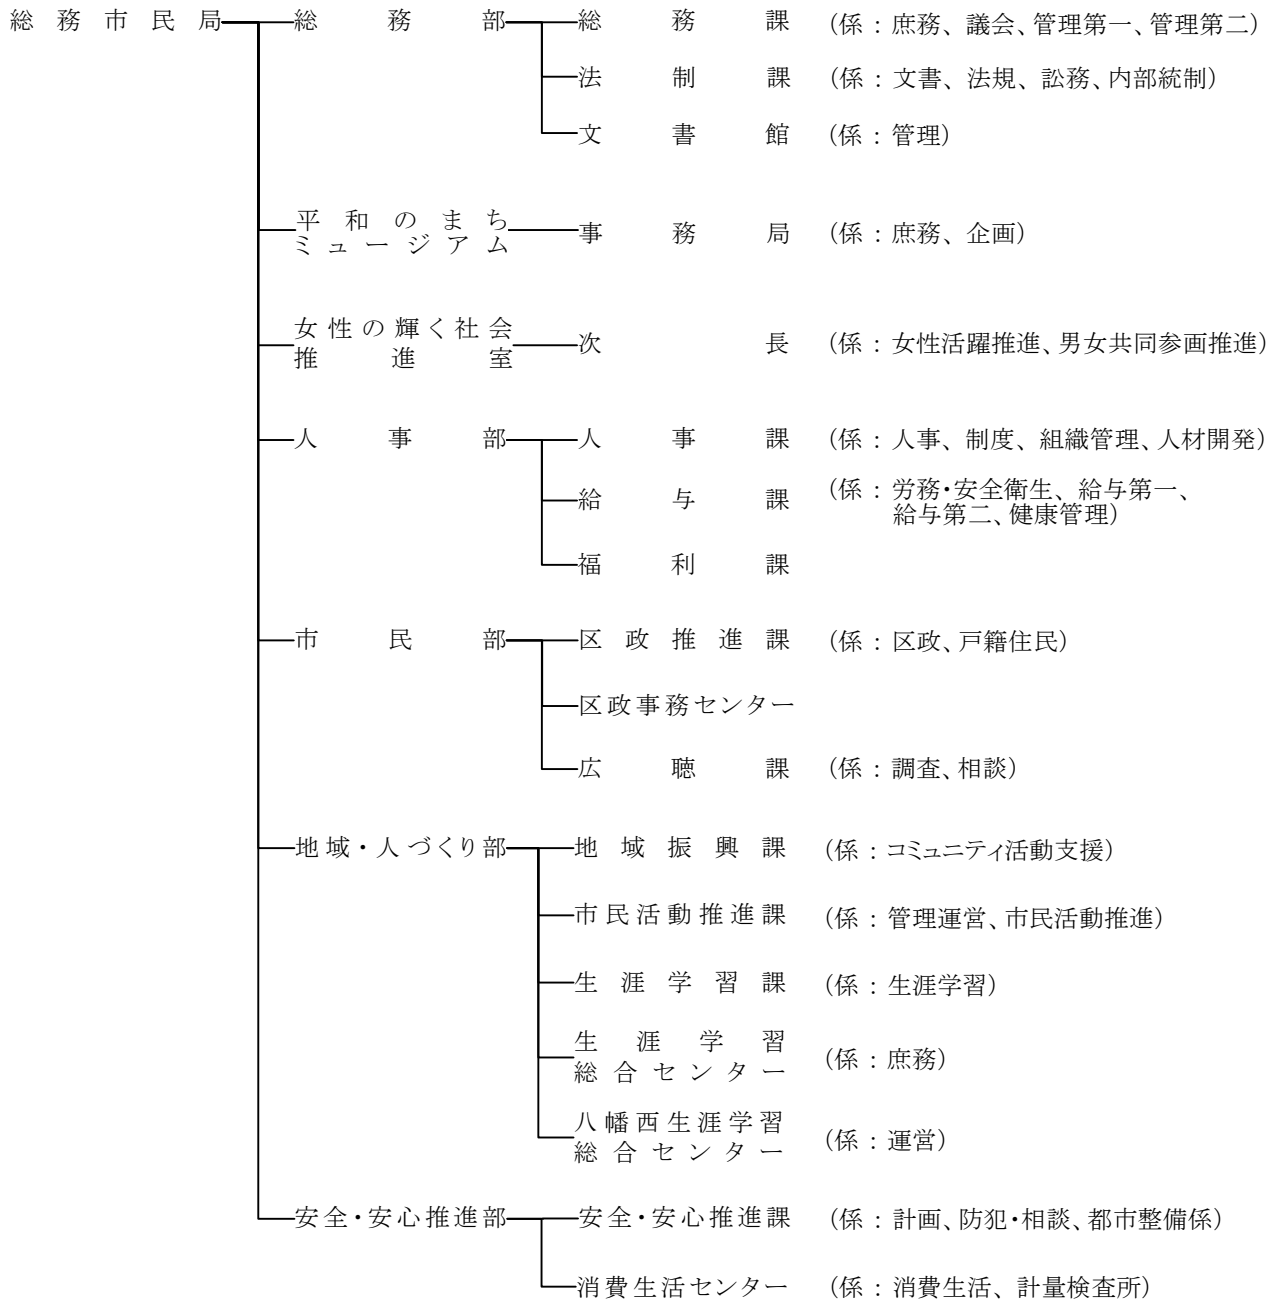 総務市民局 総務部 総務課 (係：庶務、議会、管理第一、管理第二)
法制課 (係：文書、法規、訟務、内部統制)
文書館 (係：管理)
平和のまち
ミュージアム 事務局 (係：庶務、企画)
女性の輝く社会
推進室 次長 (係：女性活躍推進、男女共同参画推進)
人事部 人事課 (係：人事、制度、組織管理、人材開発)
給与課 (係：労務・安全衛生、給与第一、
給与第二、健康管理)
福利課
市民部 区政推進課 (係：区政、戸籍住民)
区政事務センター
広聴課 (係：調査、相談)
地域・人づくり部 地域振興課 (係：コミュニティ活動支援)
市民活動推進課 (係：管理運営、市民活動推進)
生涯学習課 (係：生涯学習)
生涯学習
総合センター (係：庶務)
八幡西生涯学習
総合センター (係：運営)
安全・安心推進部 安全・安心推進課 (係：計画、防犯・相談、都市整備係)
消費生活センター (係：消費生活、計量検査所)